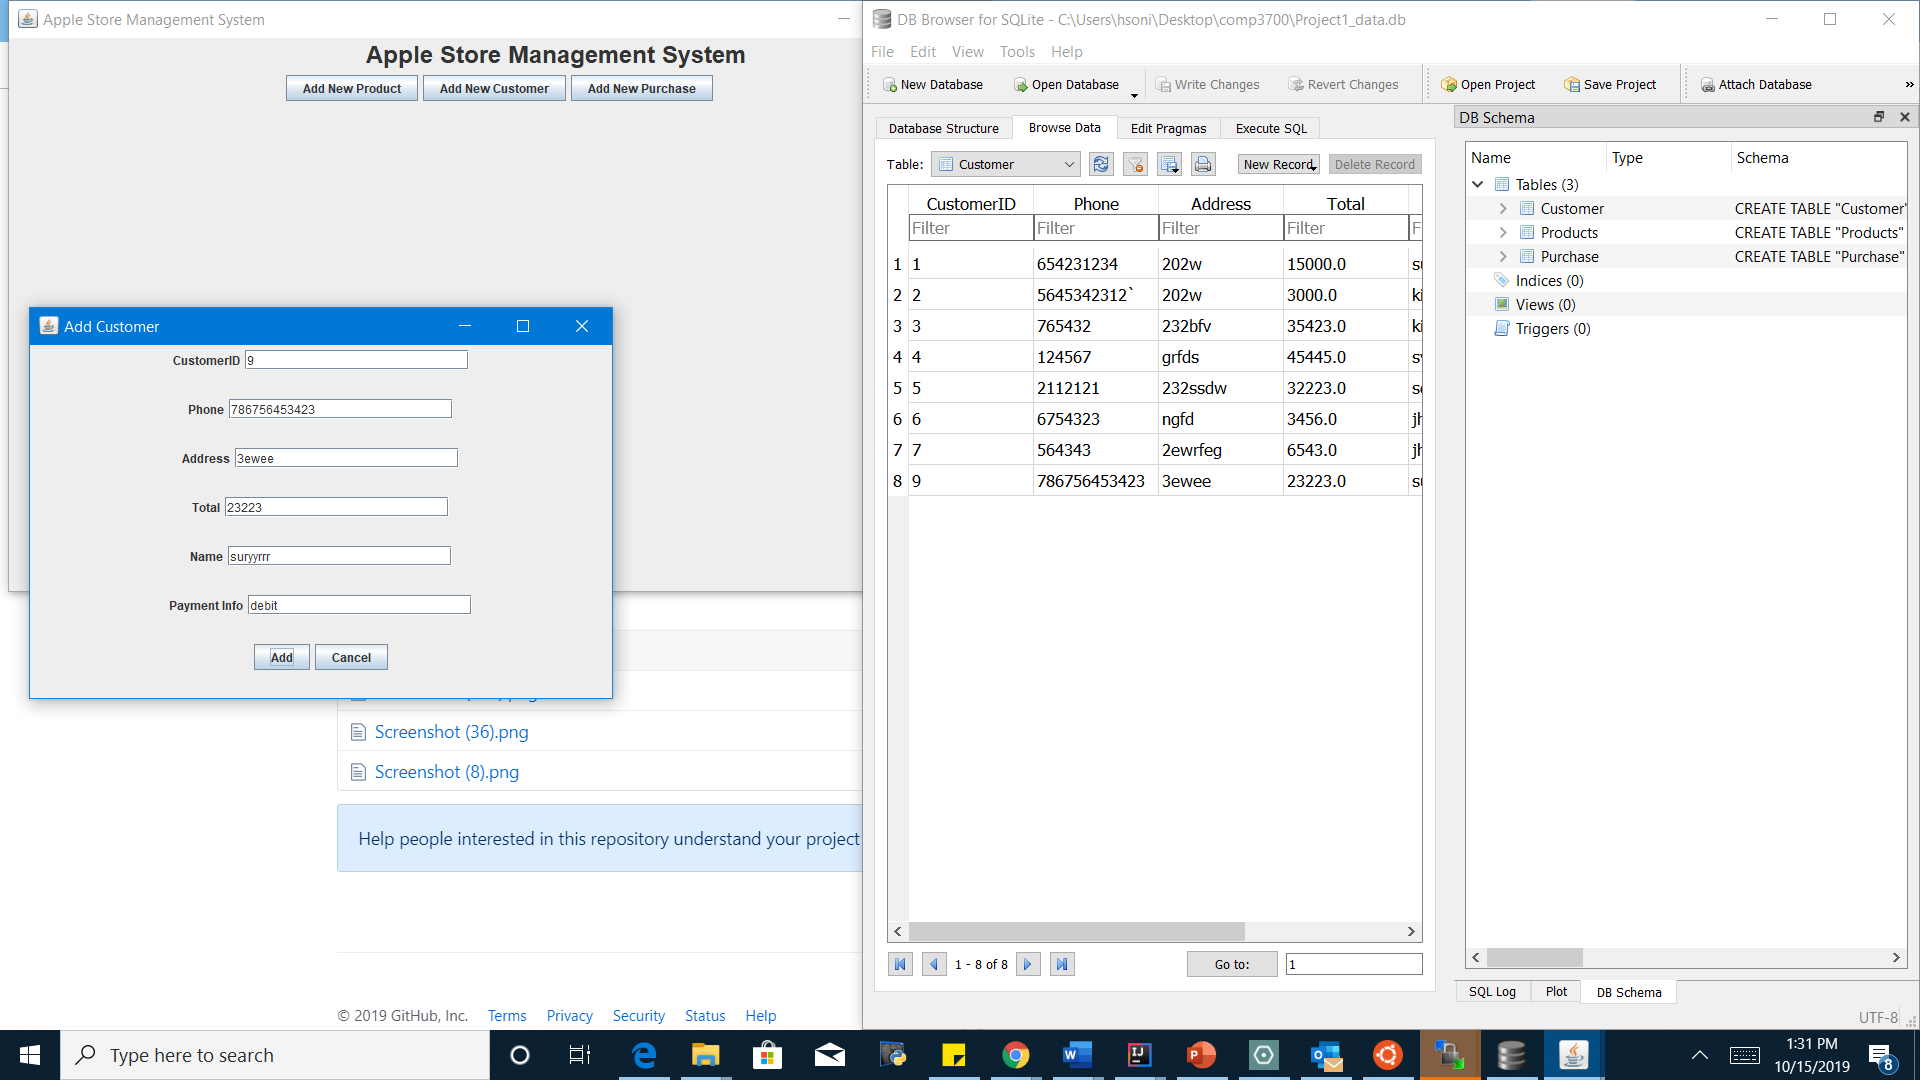 Apple Store Management System
Apple Store Management System
Add New Product
Add New Customer
Add New Purchase
Add Customer
CustomerID 9
Phone 786756453423
Address 3ewee
Total 23223
Name suryyrrr
Payment Info debit
Add
Cancel
Screenshot (36).png
Screenshot (8).png
Help people interested in this repository understand your project
© 2019 GitHub, Inc. Terms Privacy Security Status Help
DB Browser for SQLite - C:\Users\hsoni\Desktop\comp3700\Project1_data.db
File Edit View Tools Help
New Database Open Database Write Changes Revert Changes Open Project Save Project Attach Database »
Database Structure Browse Data Edit Pragmas Execute SQL
Table: Customer New Record Delete Record
CustomerID Phone Address Total
Filter Filter Filter Filter F
1 1 654231234 202w 15000.0
2 2 5645342312` 202w 3000.0 ki
3 3 765432 232bfv 35423.0 ki
4 4 124567 grfds 45445.0
5 5 2112121 232ssdw 32223.0
6 6 6754323 ngfd 3456.0
7 7 564343 2ewrfeg 6543.0
8 9 786756453423 3ewee 23223.0
1 - 8 of 8 Go to: 1
DB Schema
Name Type Schema
Tables (3)
Customer CREATE TABLE "Customer"
Products CREATE TABLE "Products"
Purchase CREATE TABLE "Purchase"
Indices (0)
Views (0)
Triggers (0)
SQL Log Plot DB Schema
UTF-8
Type here to search
1:31 PM
10/15/2019
8